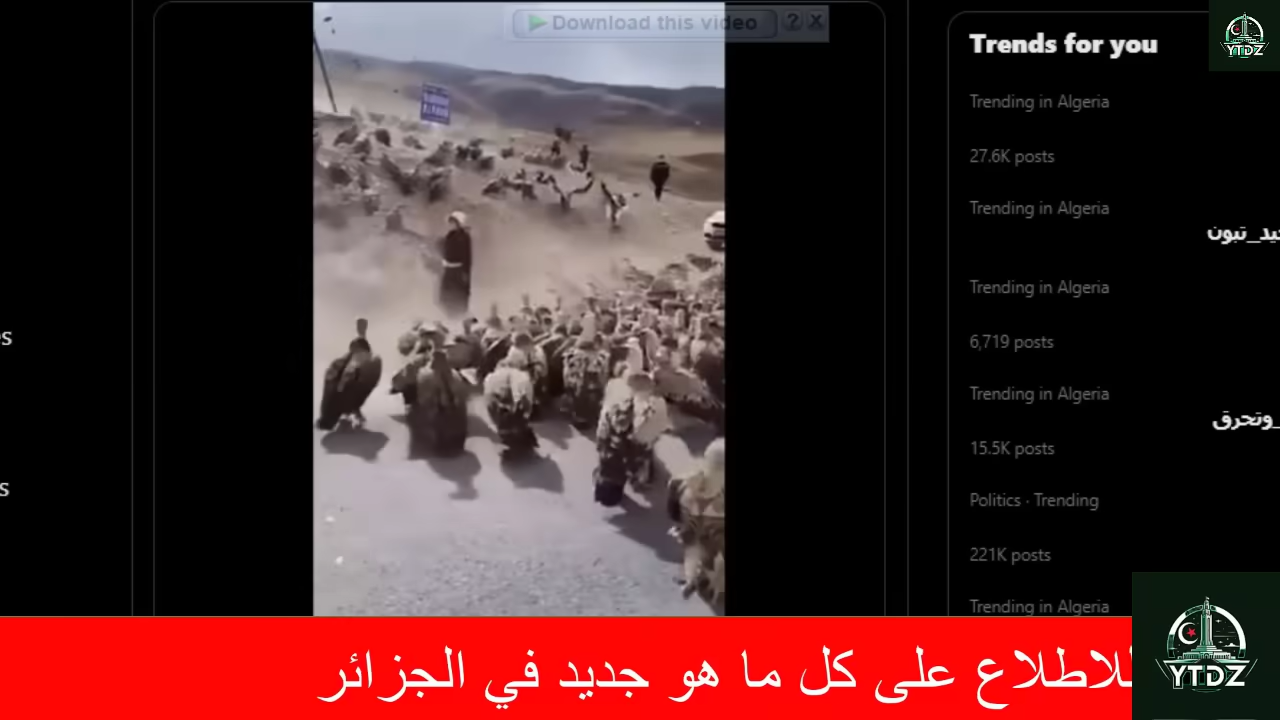 Download this video ? X
Trends for you
YTDZ
Trending in Algeria
27.6K posts
Trending in Algeria
تبون
Trending in Algeria
6,719 posts
Trending in Algeria
وتحرق
15.5K posts
Politics · Trending
221K posts
Trending in Algeria
للاطلاع على كل ما هو جديد في الجزائر
YTDZ